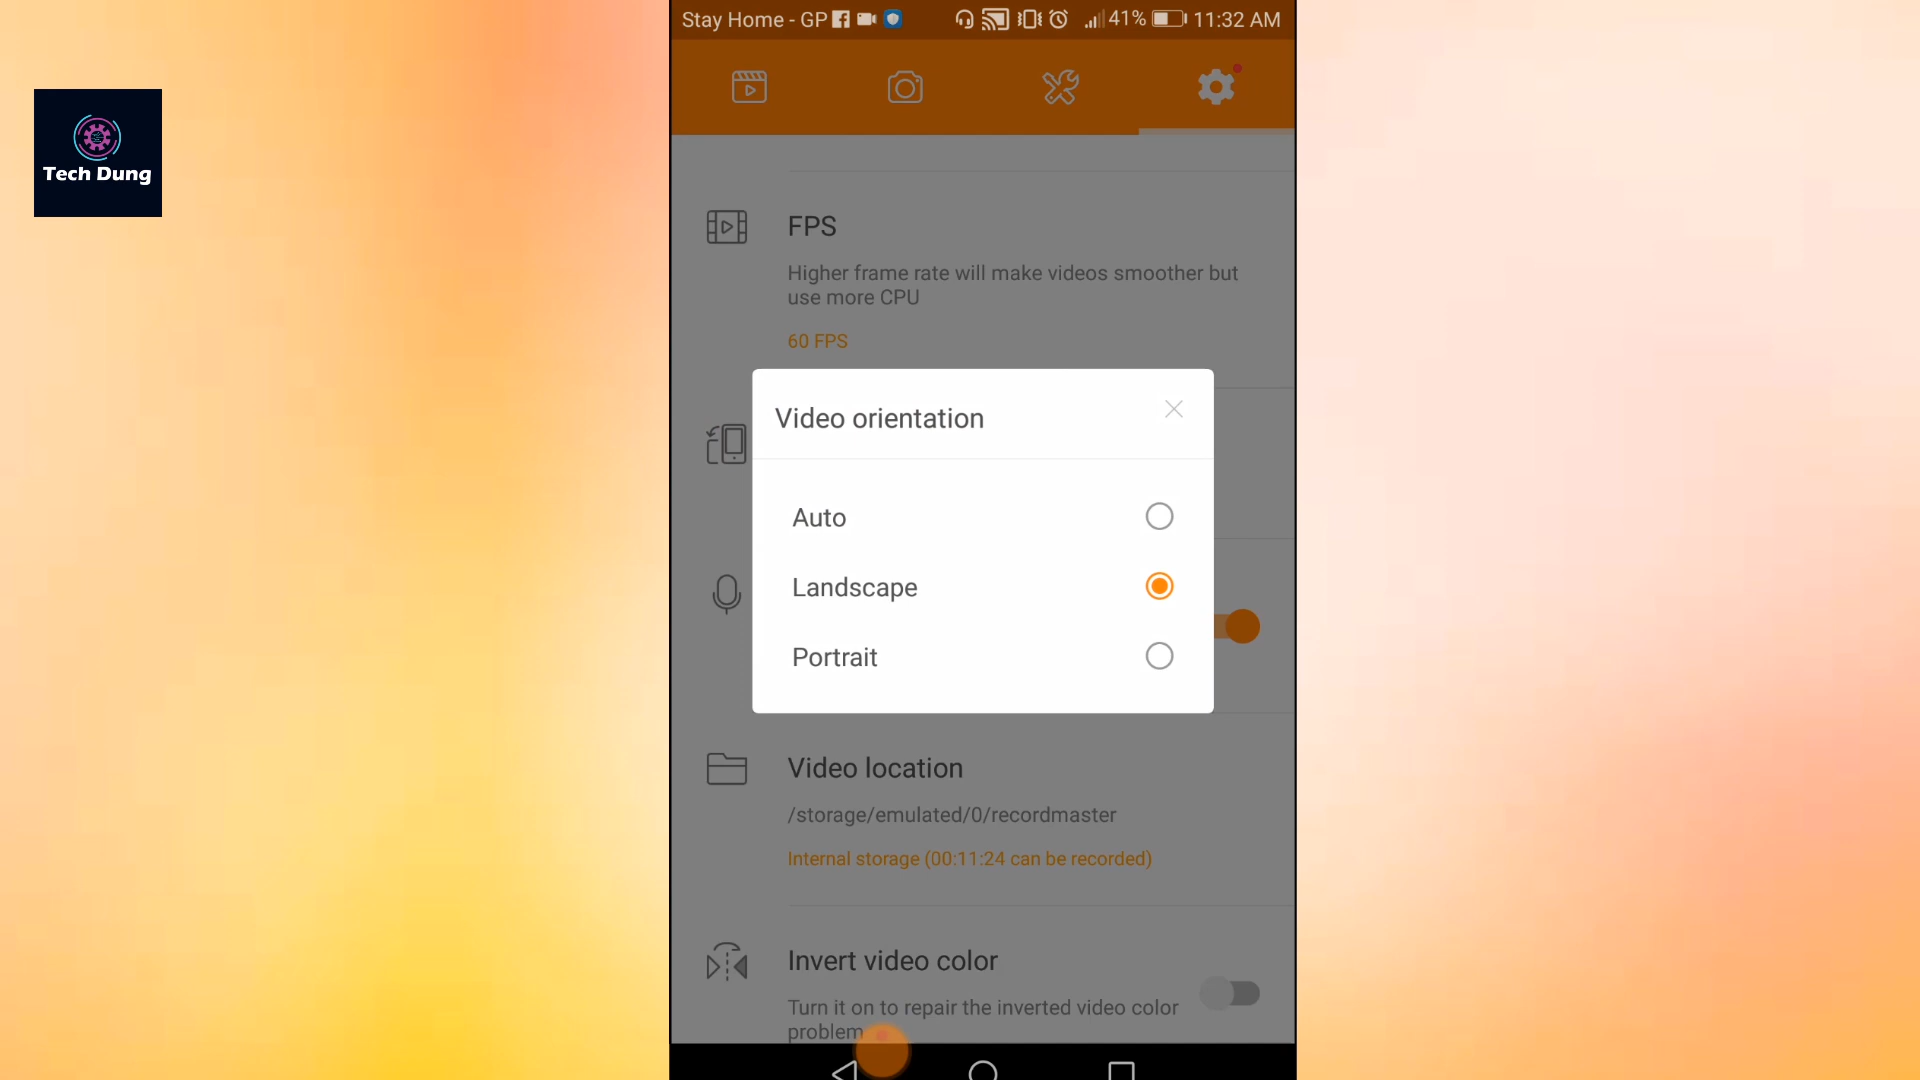 Stay Home - GP
41% 11:32 AM
Tech Dung
FPS
Higher frame rate will make videos smoother but
use more CPU
60 FPS
Video orientation
Auto
Landscape
Portrait
Video location
/storage/emulated/0/recordmaster
Internal storage (00:11:24 can be recorded)
Invert video color
Turn it on to repair the inverted video color
problem